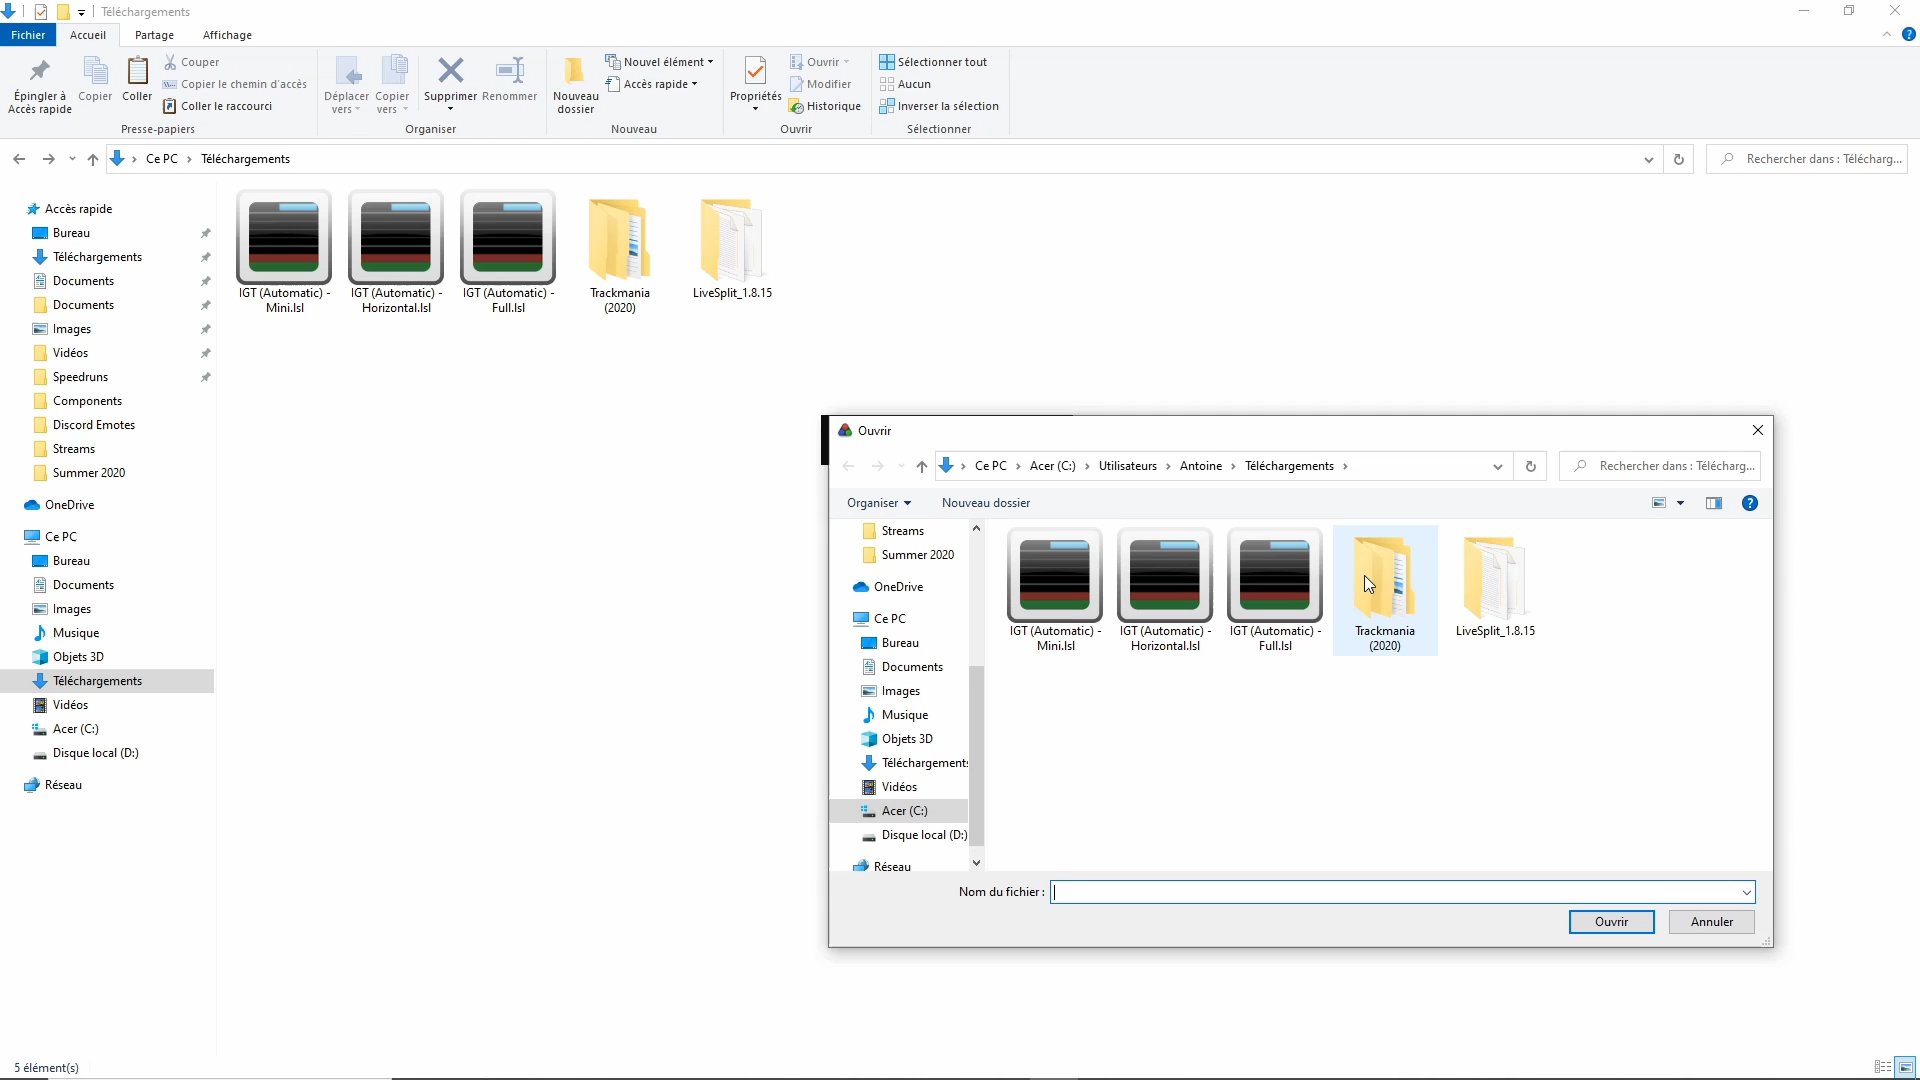 Téléchargements
Fichier
Accueil
Partage
Affichage
Épingler à
Accès rapide
Copier
Coller
Couper
Copier le chemin d'accès
Coller le raccourci
Presse-papiers
Déplacer
vers
Copier
vers
Supprimer
Renommer
Organiser
Nouveau
dossier
Nouvel élément
Accès rapide
Nouveau
Propriétés
Ouvrir
Modifier
Historique
Ouvrir
Sélectionner tout
Aucun
Inverser la sélection
Sélectionner
Ce PC
Téléchargements
Rechercher dans : Télécharg...
Accès rapide
Bureau
Téléchargements
Documents
Documents
Images
Vidéos
Speedruns
Components
Discord Emotes
Streams
Summer 2020
OneDrive
Ce PC
Bureau
Documents
Images
Musique
Objets 3D
Téléchargements
Vidéos
Acer (C:)
Disque local (D:)
Réseau
IGT (Automatic) -
Mini.lsl
IGT (Automatic) -
Horizontal.lsl
IGT (Automatic) -
Full.lsl
Trackmania
(2020)
LiveSplit_1.8.15
Ouvrir
Ce PC
Acer (C:)
Utilisateurs
Antoine
Téléchargements
Rechercher dans : Télécharg...
Organiser
Nouveau dossier
Streams
Summer 2020
OneDrive
Ce PC
Bureau
Documents
Images
Musique
Objets 3D
Téléchargements
Vidéos
Acer (C:)
Disque local (D:)
Réseau
IGT (Automatic) -
Mini.lsl
IGT (Automatic) -
Horizontal.lsl
IGT (Automatic) -
Full.lsl
Trackmania
(2020)
LiveSplit_1.8.15
Nom du fichier :
Ouvrir
Annuler
5 élément(s)